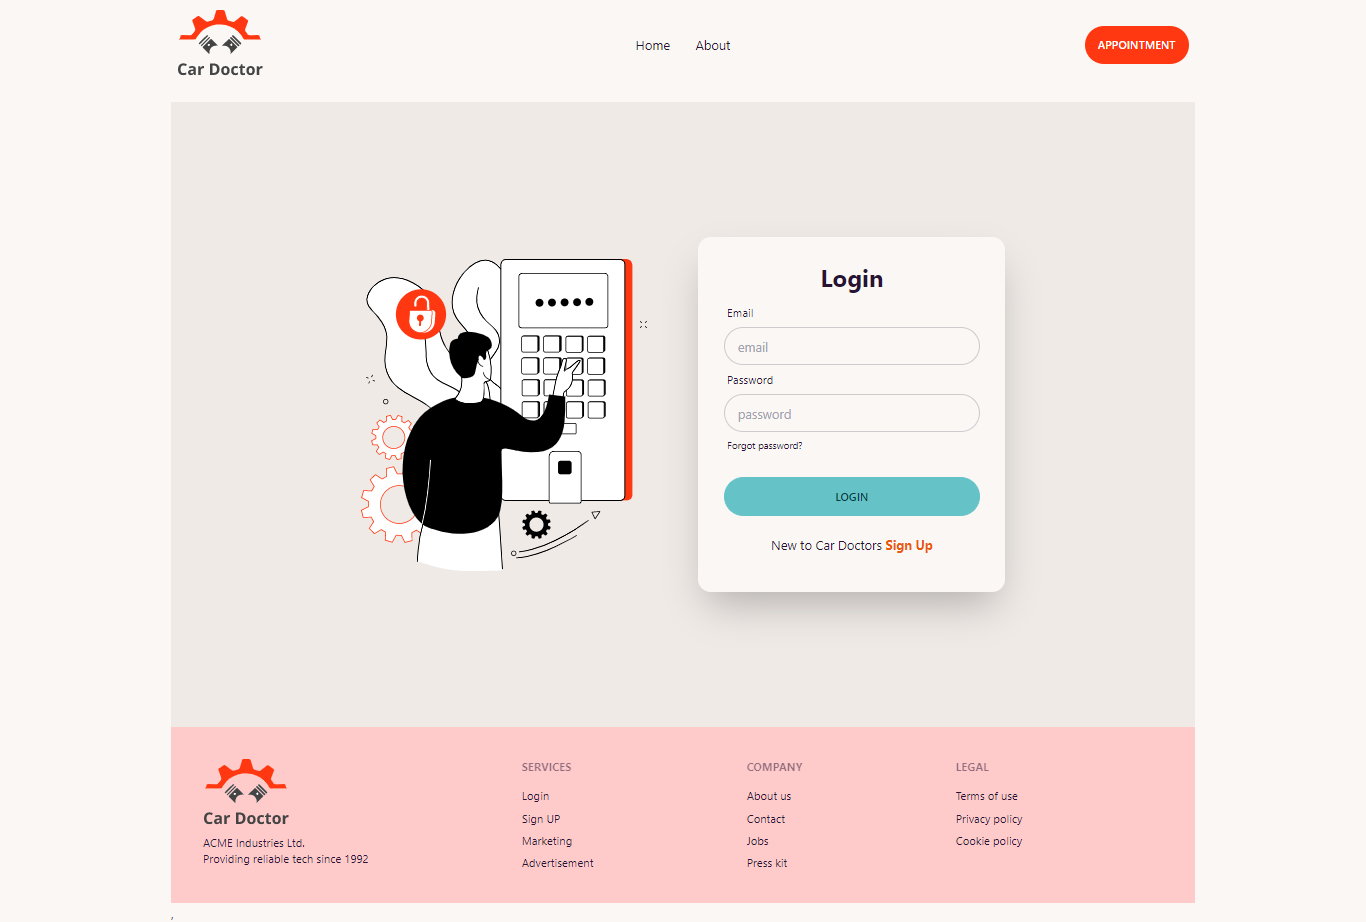 Car Doctor
Home
About
APPOINTMENT
Login
Email
email
Password
password
Forgot password?
LOGIN
New to Car Doctors Sign Up
Car Doctor
ACME Industries Ltd.
Providing reliable tech since 1992
SERVICES
Login
Sign UP
Marketing
Advertisement
COMPANY
About us
Contact
Jobs
Press kit
LEGAL
Terms of use
Privacy policy
Cookie policy
,